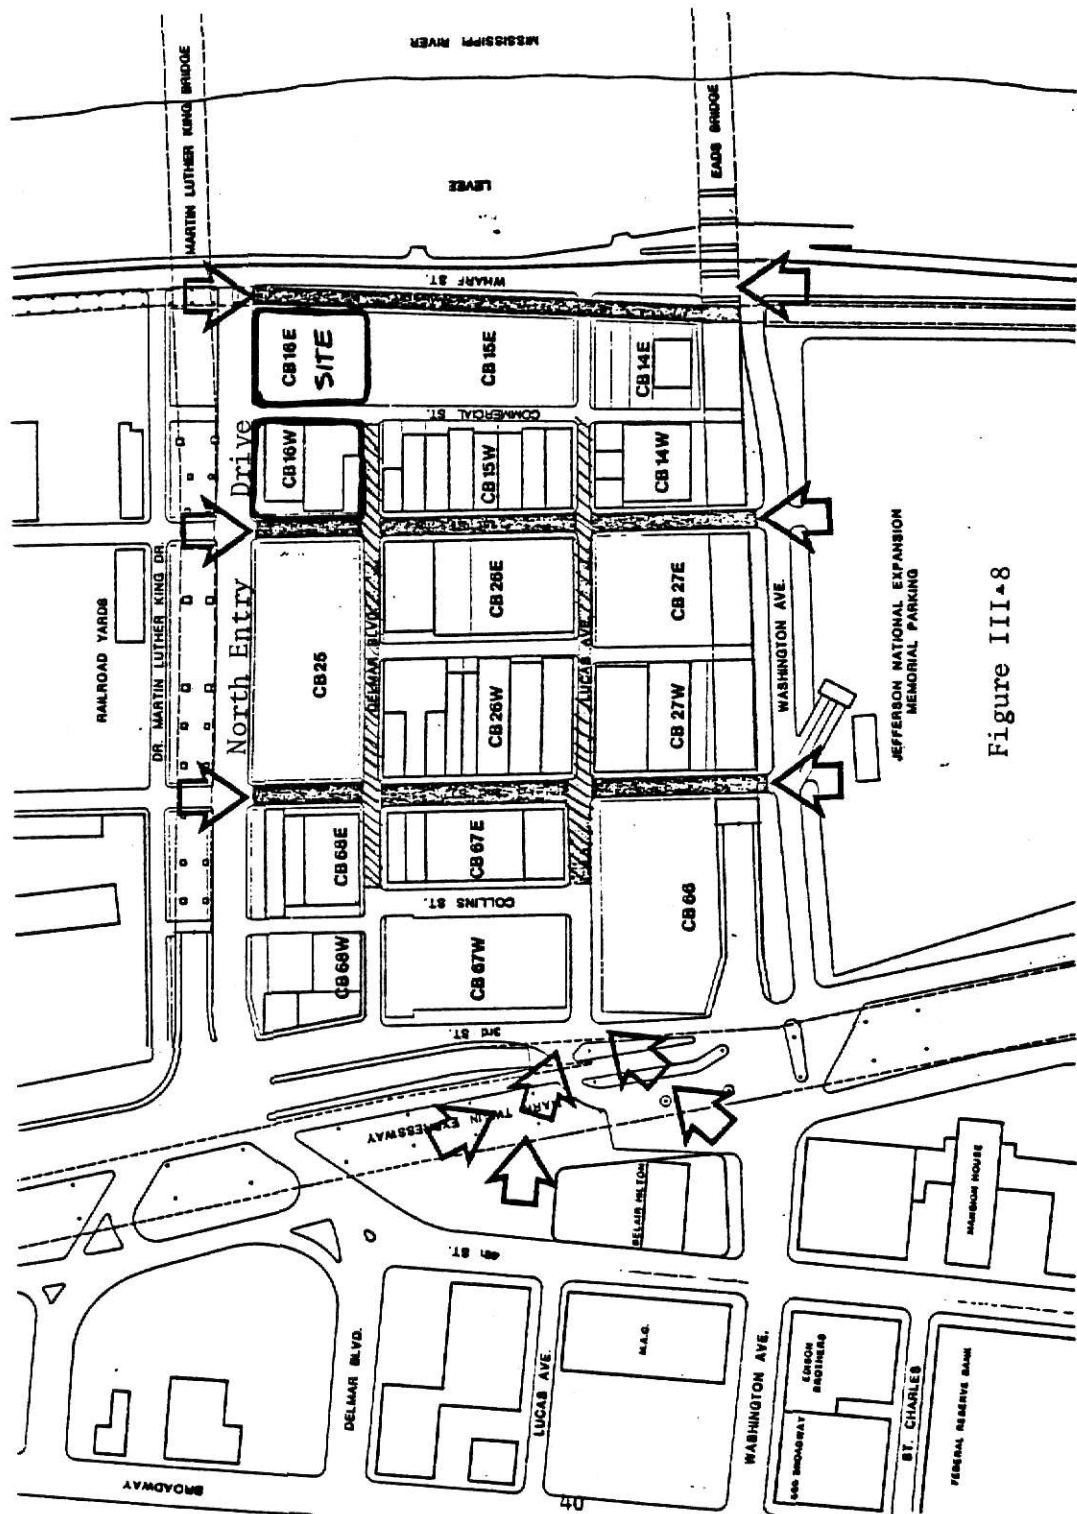 MISSISSIPPI RIVER
MARTIN LUTHER KING BRIDGE
EADS BRIDGE
LEVEE
WHARF ST.
CB16E
SITE
CB15E
CB14E
COMMERCIAL
ST.
CB16W
CB15W
CB14W
North Entry Drive
RAILROAD YARDS
DR. MARTIN LUTHER KING DR.
CB25
DELMAR BLVD.
CB26E
LUCAS AVE.
CB27E
WASHINGTON AVE.
CB26W
CB27W
JEFFERSON NATIONAL EXPANSION
MEMORIAL PARKING
Figure III-8
CB68E
CB67E
COLLINS ST.
CB66
CB68W
CB67W
3rd ST.
MARK TWAIN EXPRESSWAY
BELAIR HILTON
MANSION HOUSE
4th ST.
DELMAR BLVD.
LUCAS AVE.
M.A.C.
WASHINGTON AVE.
EDISON
BROTHERS
500 BROADWAY
ST. CHARLES
FEDERAL RESERVE BANK
BROADWAY
40